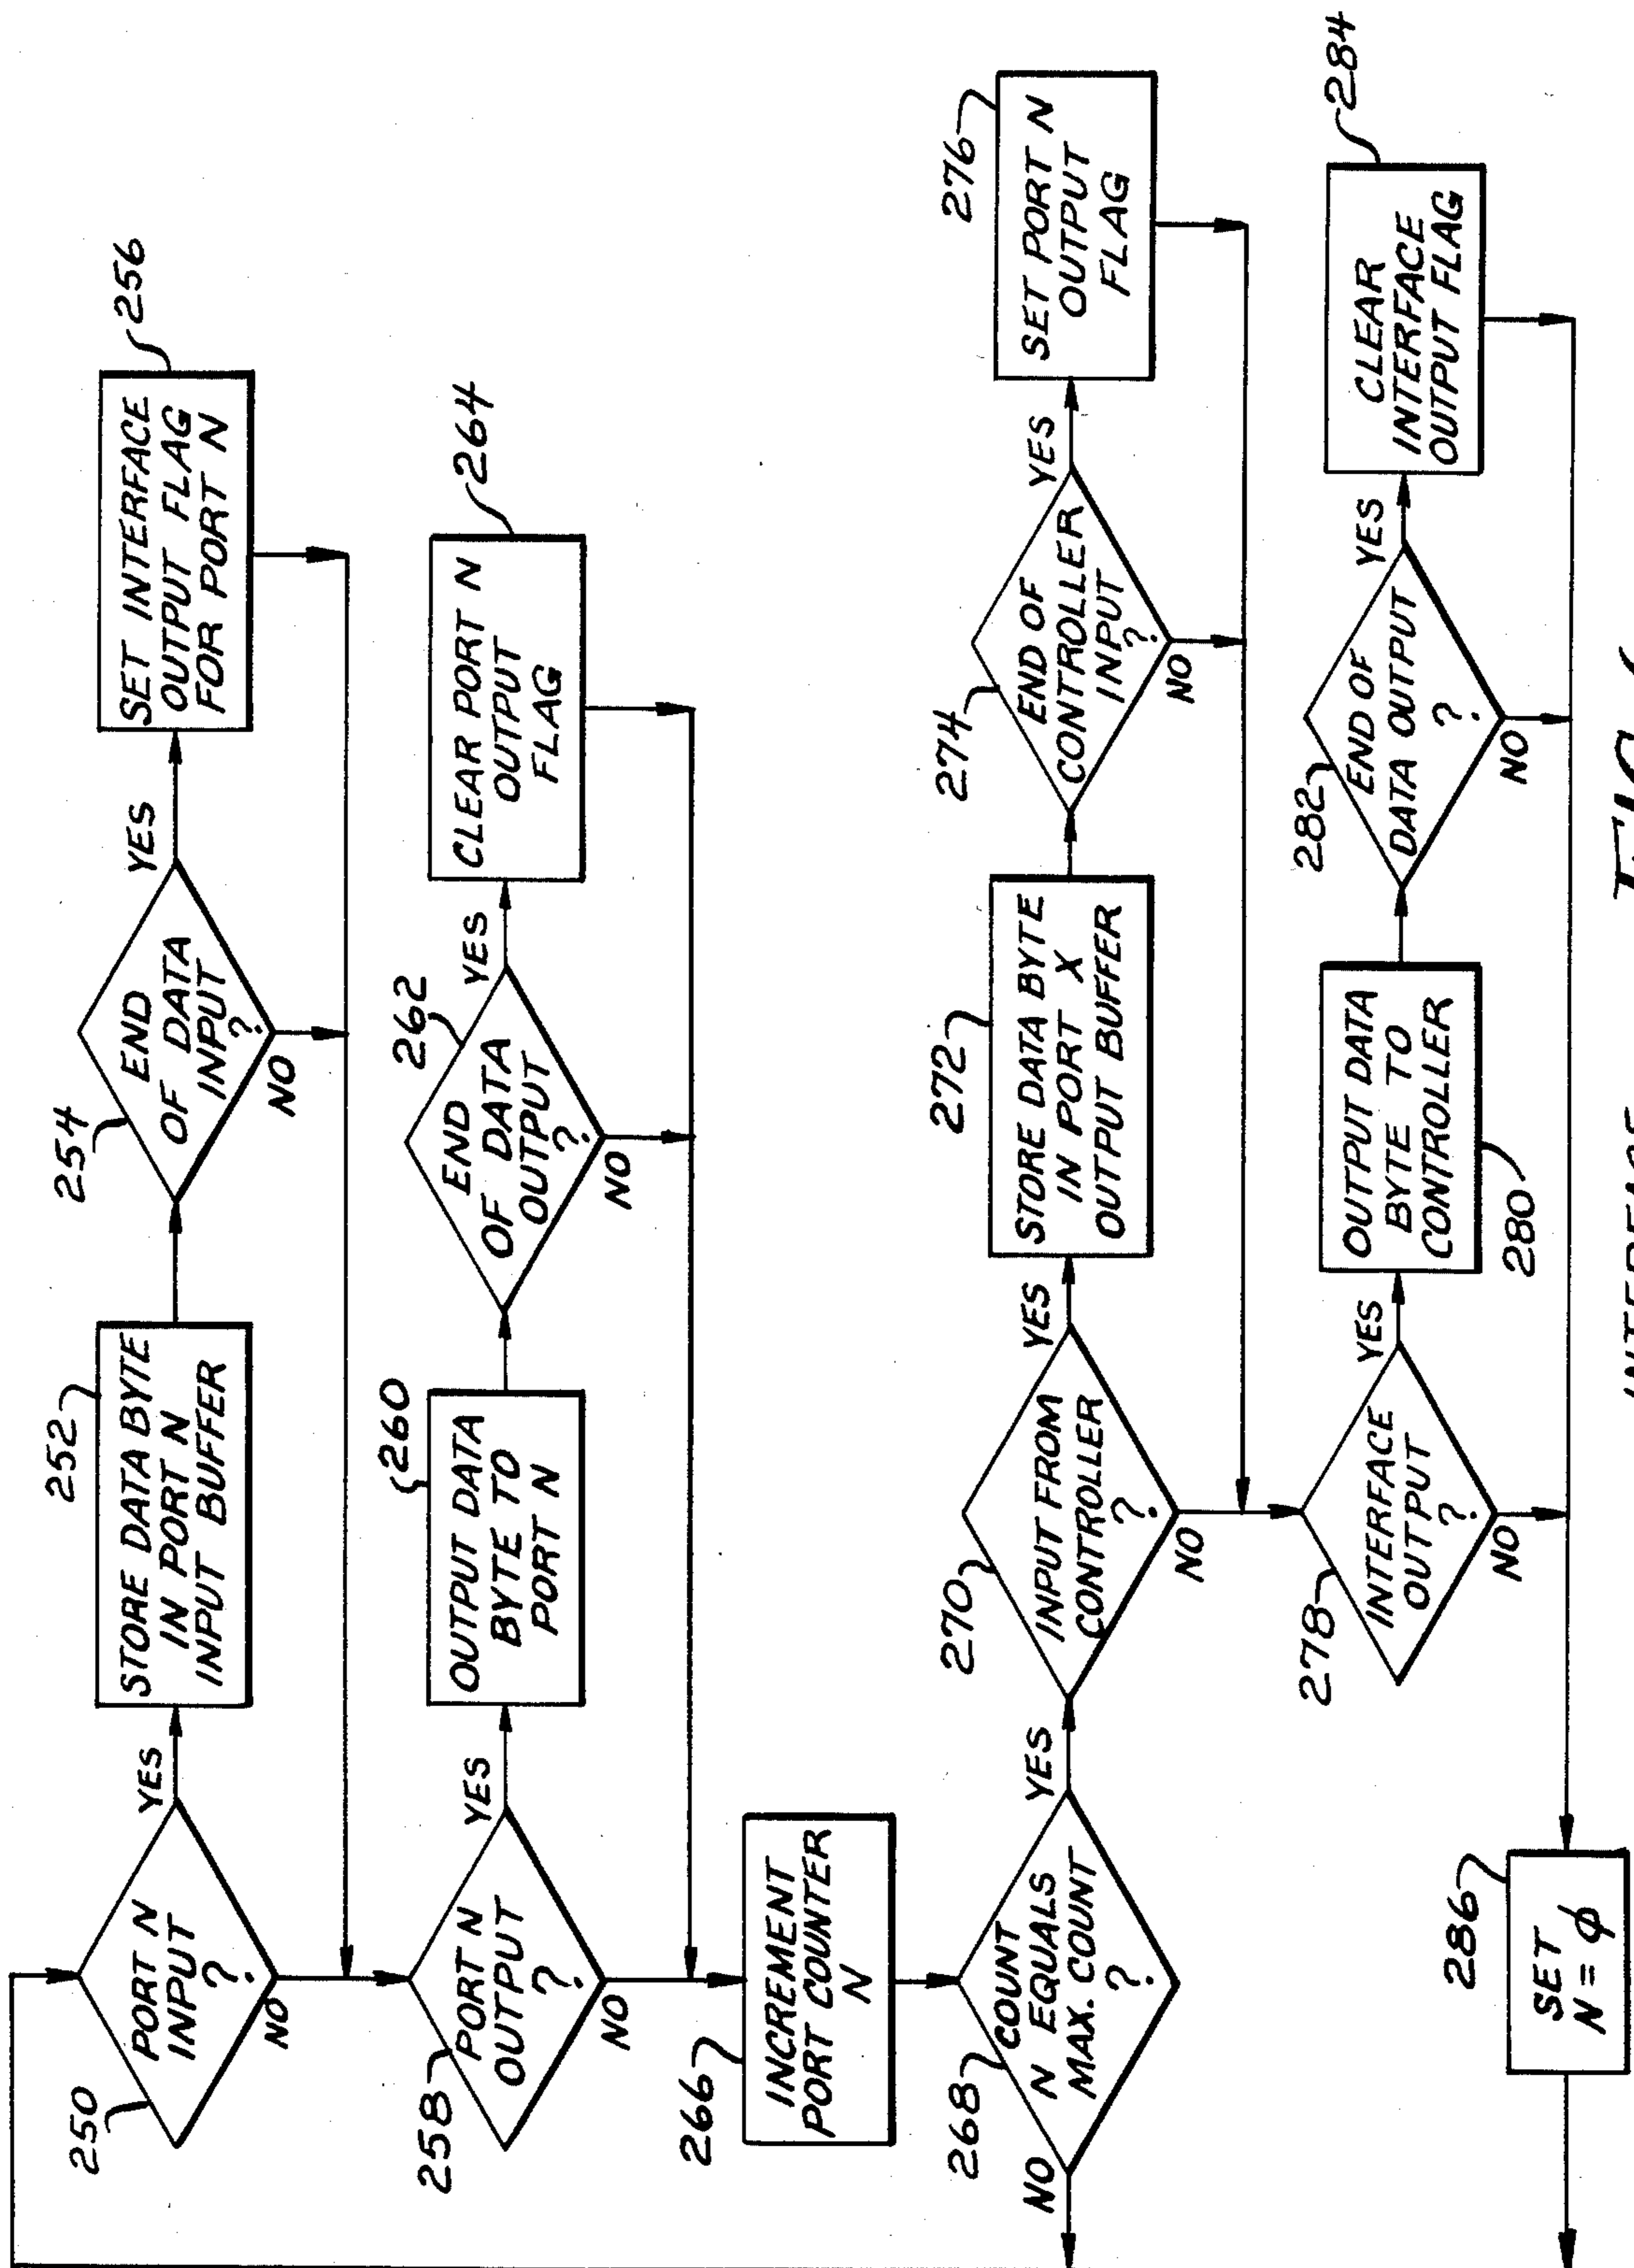 250
PORT N
INPUT
?
YES
NO
252
STORE DATA BYTE
IN PORT N
INPUT BUFFER
254
END
OF DATA
INPUT
?
YES
NO
256
SET INTERFACE
OUTPUT FLAG
FOR PORT N
258
PORT N
OUTPUT
?
YES
NO
260
OUTPUT DATA
BYTE TO
PORT N
262
END
OF DATA
OUTPUT
?
YES
NO
264
CLEAR PORT N
OUTPUT
FLAG
266
INCREMENT
PORT COUNTER
N
268
COUNT
N EQUALS
MAX. COUNT
?
NO
YES
270
INPUT FROM
CONTROLLER
?
YES
NO
272
STORE DATA BYTE
IN PORT X
OUTPUT BUFFER
274
END OF
CONTROLLER
INPUT
?
YES
NO
276
SET PORT N
OUTPUT
FLAG
278
INTERFACE
OUTPUT
?
YES
NO
280
OUTPUT DATA
BYTE TO
CONTROLLER
282
END OF
DATA OUTPUT
?
YES
NO
284
CLEAR
INTERFACE
OUTPUT FLAG
286
SET
N = ϕ
INTERFACE